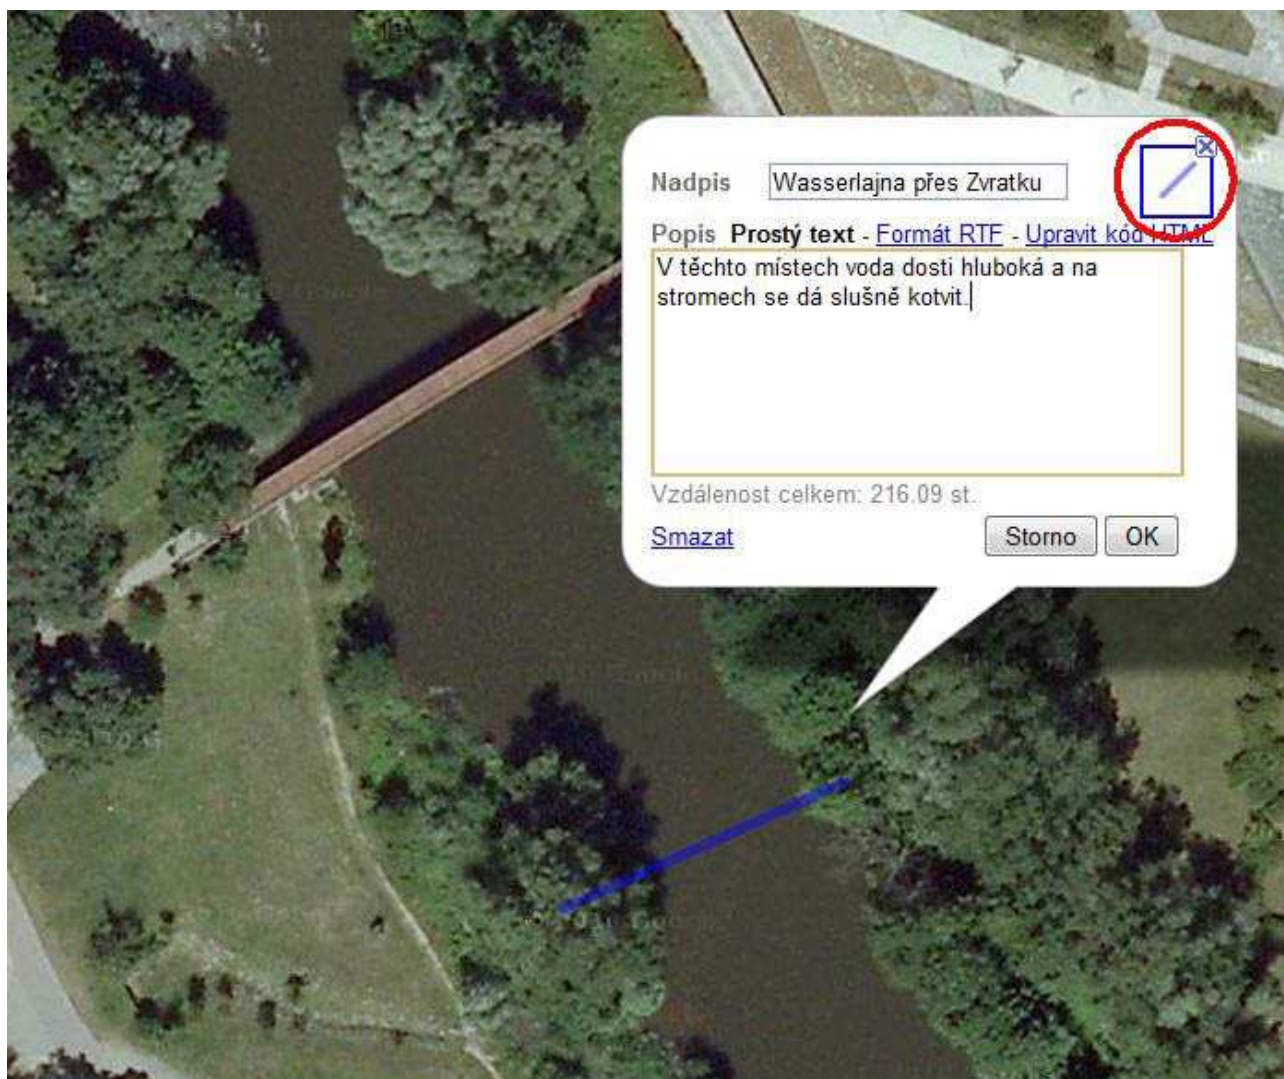 Nadpis Wasserlajna přes Zvratku
Popis Prostý text - Formát RTF - Upravit kód HTML
V těchto místech voda dosti hluboká a na
stromech se dá slušně kotvit.
Vzdálenost celkem: 216.09 st.
Smazat Storno OK